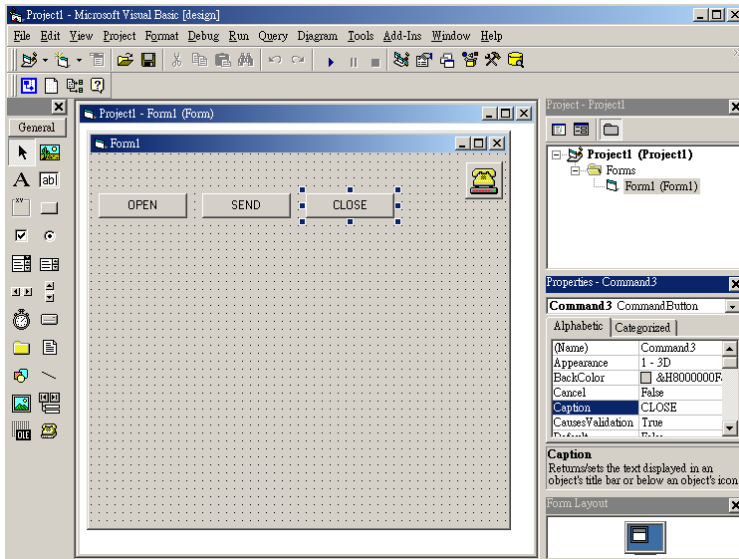 Project1 - Microsoft Visual Basic [design]
File Edit View Project Format Debug Run Query Diagram Tools Add-Ins Window Help
General
A ab|
xv
OLE
Project1 - Form1 (Form)
Form1
OPEN SEND CLOSE
Project - Project1
Project1 (Project1)
Forms
Form1 (Form1)
Properties - Command3
Command3 CommandButton
Alphabetic Categorized
(Name) Command3
Appearance 1 - 3D
BackColor &H8000000F
Cancel False
Caption CLOSE
CausesValidation True
Caption
Returns/sets the text displayed in an
object's title bar or below an object's icon
Form Layout